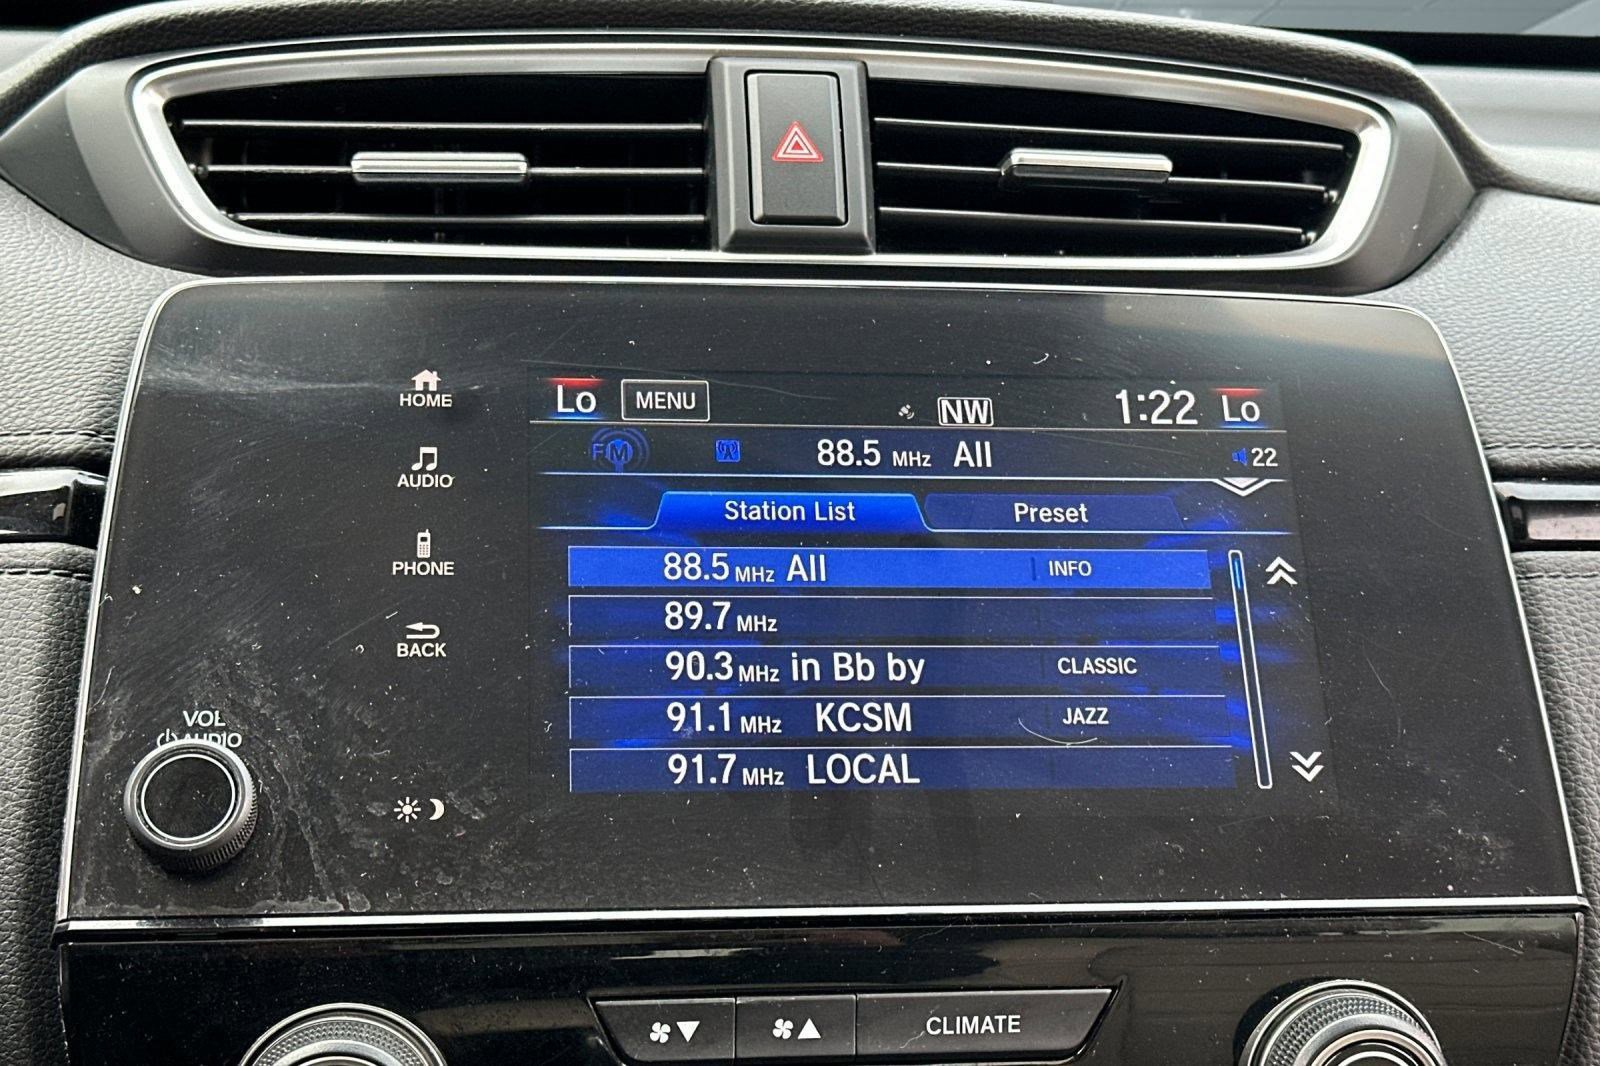 HOME
AUDIO
PHONE
BACK
VOL
AUDIO
Lo MENU NW 1:22 Lo
FM 88.5 MHz All 22
Station List Preset
88.5 MHz All INFO
89.7 MHz
90.3 MHz in Bb by CLASSIC
91.1 MHz KCSM JAZZ
91.7 MHz LOCAL
CLIMATE